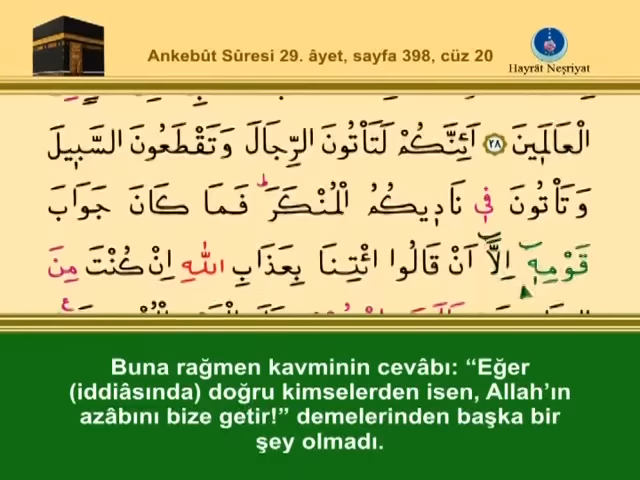 Ankebût Sûresi 29. âyet, sayfa 398, cüz 20
Hayrât Neşriyat
الْعَالَمٖينَ ﴿٢٨﴾ اَئِنَّكُمْ لَتَاْتُونَ الرِّجَالَ وَتَقْطَعُونَ السَّبٖيلَ
وَتَاْتُونَ فٖى نَادٖيكُمُ الْمُنْكَرَ ط فَمَا كَانَ جَوَابَ
قَوْمِهٖٓ اِلَّٓا اَنْ قَالُوا ائْتِنَا بِعَذَابِ اللّٰهِ اِنْ كُنْتَ مِنَ
Buna rağmen kavminin cevâbı: “Eğer
(iddiâsında) doğru kimselerden isen, Allah’ın
azâbını bize getir!” demelerinden başka bir
şey olmadı.